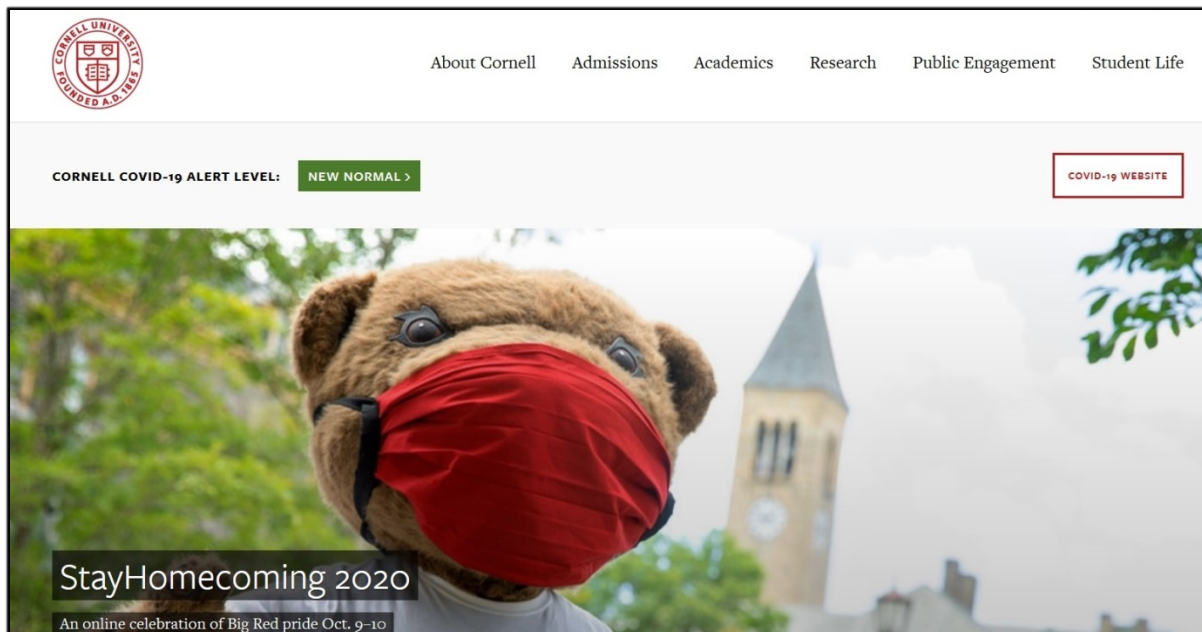 CORNELL UNIVERSITY
FOUNDED A.D. 1865
About Cornell Admissions Academics Research Public Engagement Student Life
CORNELL COVID-19 ALERT LEVEL: NEW NORMAL > COVID-19 WEBSITE
StayHomecoming 2020
An online celebration of Big Red pride Oct. 9-10